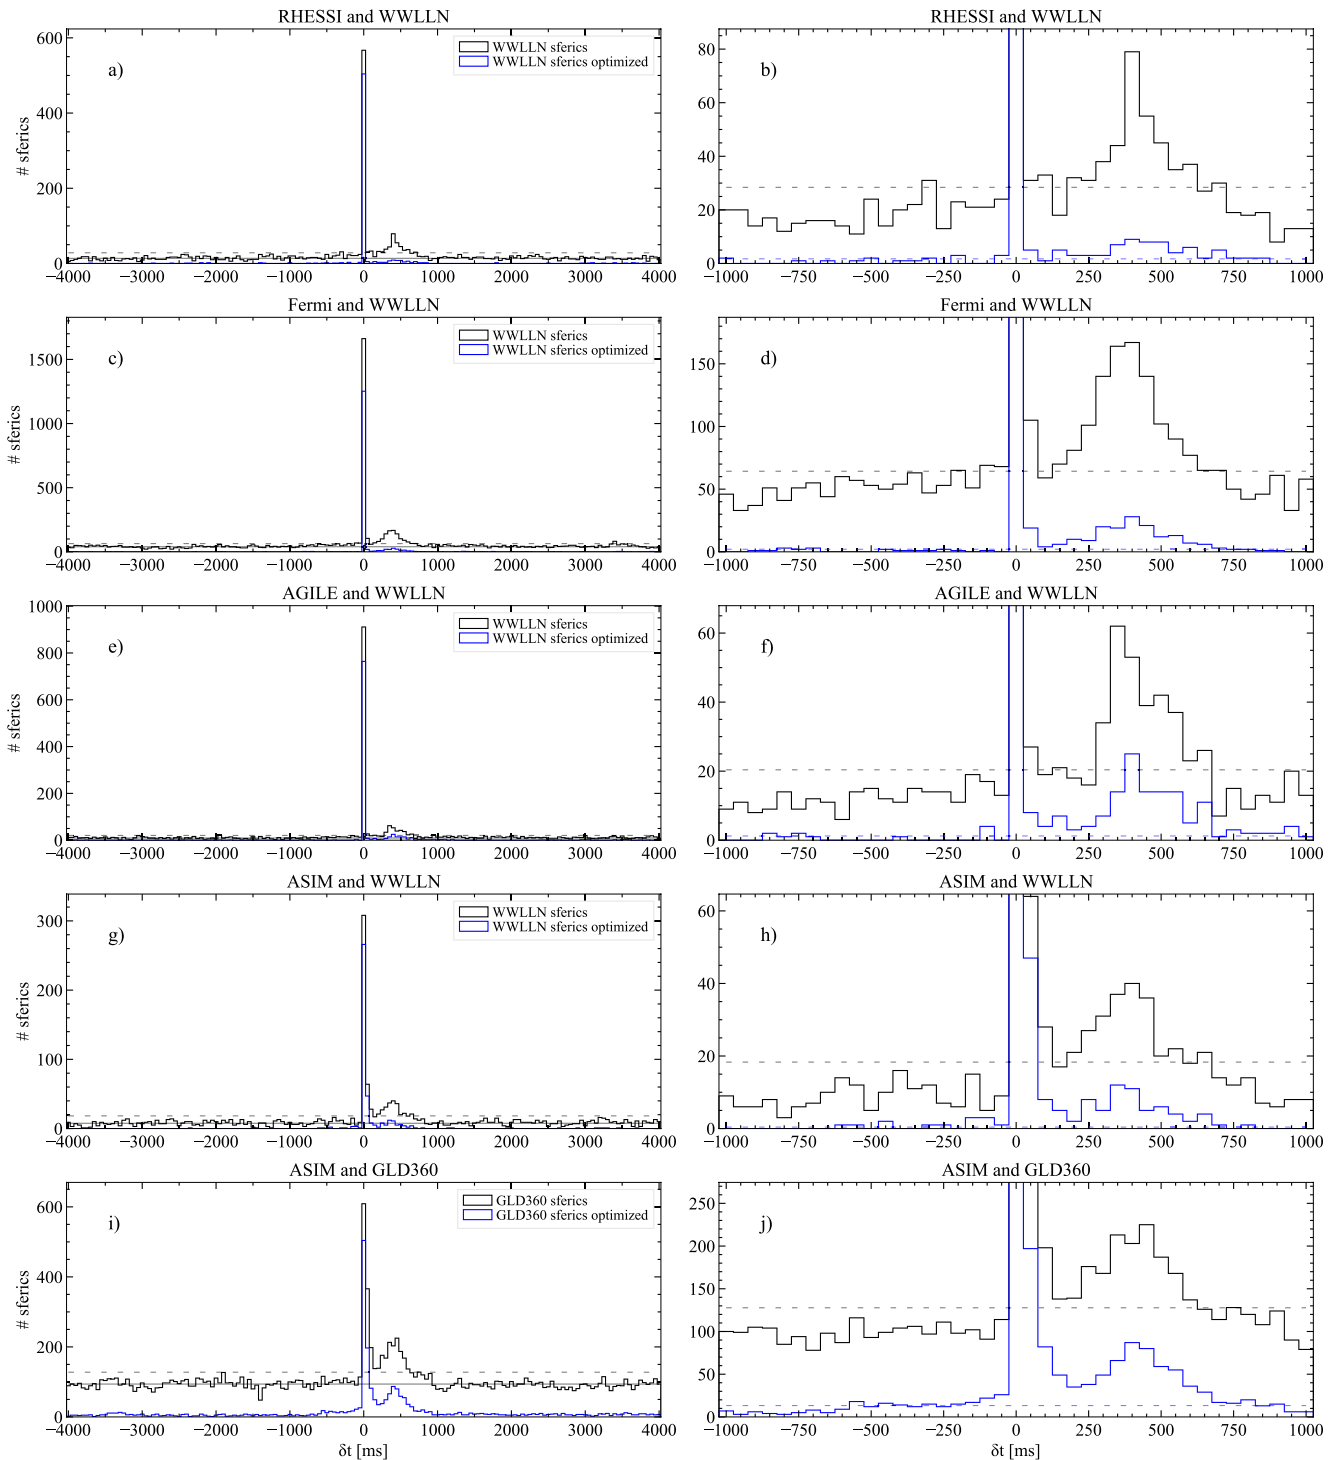 RHESSI and WWLLN
RHESSI and WWLLN
a)
WWLLN sferics
WWLLN sferics optimized
b)
# sferics
600
400
200
0
80
60
40
20
0
−4000 −3000 −2000 −1000 0 1000 2000 3000 4000
−1000 −750 −500 −250 0 250 500 750 1000
Fermi and WWLLN
Fermi and WWLLN
c)
WWLLN sferics
WWLLN sferics optimized
d)
# sferics
1500
1000
500
0
150
100
50
0
−4000 −3000 −2000 −1000 0 1000 2000 3000 4000
−1000 −750 −500 −250 0 250 500 750 1000
AGILE and WWLLN
AGILE and WWLLN
e)
WWLLN sferics
WWLLN sferics optimized
f)
# sferics
1000
800
600
400
200
0
60
40
20
0
−4000 −3000 −2000 −1000 0 1000 2000 3000 4000
−1000 −750 −500 −250 0 250 500 750 1000
ASIM and WWLLN
ASIM and WWLLN
g)
WWLLN sferics
WWLLN sferics optimized
h)
# sferics
300
200
100
0
60
40
20
0
−4000 −3000 −2000 −1000 0 1000 2000 3000 4000
−1000 −750 −500 −250 0 250 500 750 1000
ASIM and GLD360
ASIM and GLD360
i)
GLD360 sferics
GLD360 sferics optimized
j)
# sferics
600
400
200
0
250
200
150
100
50
0
−4000 −3000 −2000 −1000 0 1000 2000 3000 4000
−1000 −750 −500 −250 0 250 500 750 1000
δt [ms]
δt [ms]